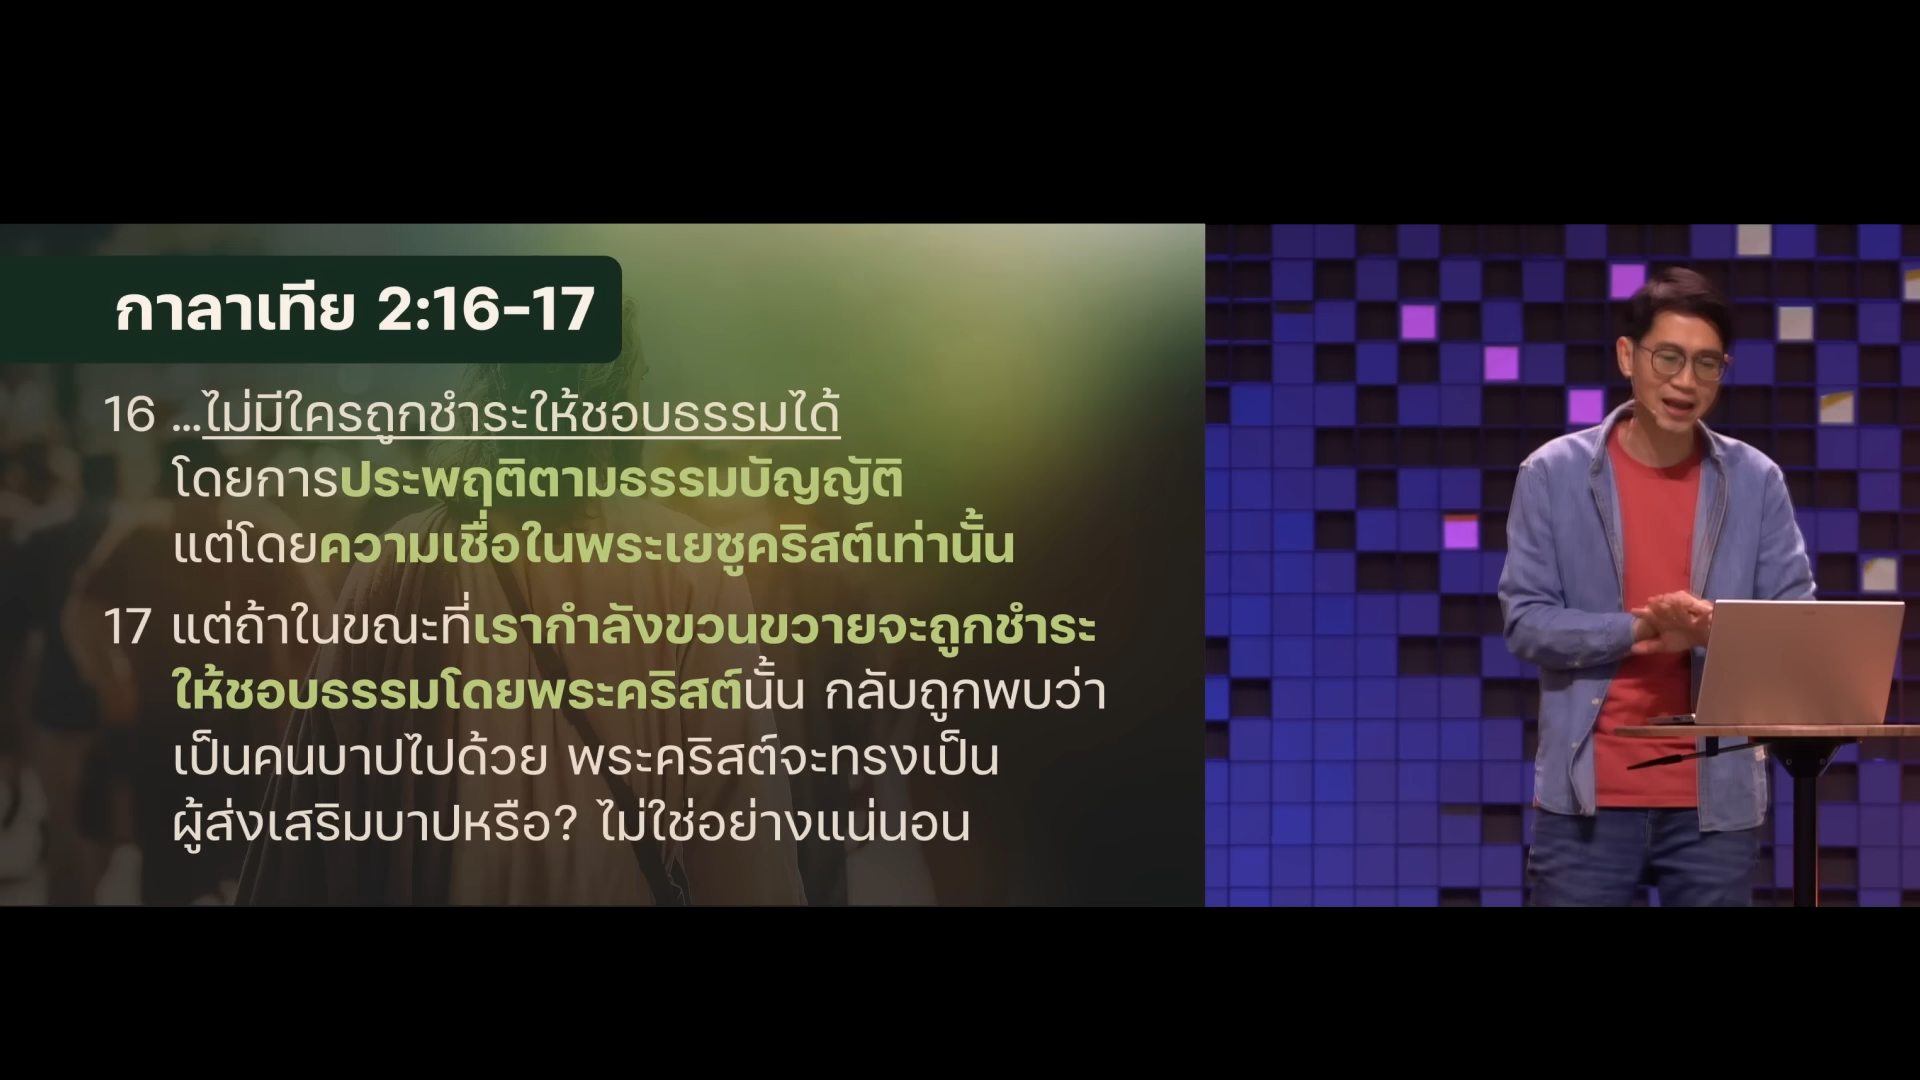 กาลาเทีย 2:16-17
16 ...ไม่มีใครถูกชำระให้ชอบธรรมได้
โดยการประพฤติตามธรรมบัญญัติ
แต่โดยความเชื่อในพระเยซูคริสต์เท่านั้น
17 แต่ถ้าในขณะที่เรากำลังขวนขวายจะถูกชำระ
ให้ชอบธรรมโดยพระคริสต์นั้น กลับถูกพบว่า
เป็นคนบาปไปด้วย พระคริสต์จะทรงเป็น
ผู้ส่งเสริมบาปหรือ? ไม่ใช่อย่างแน่นอน